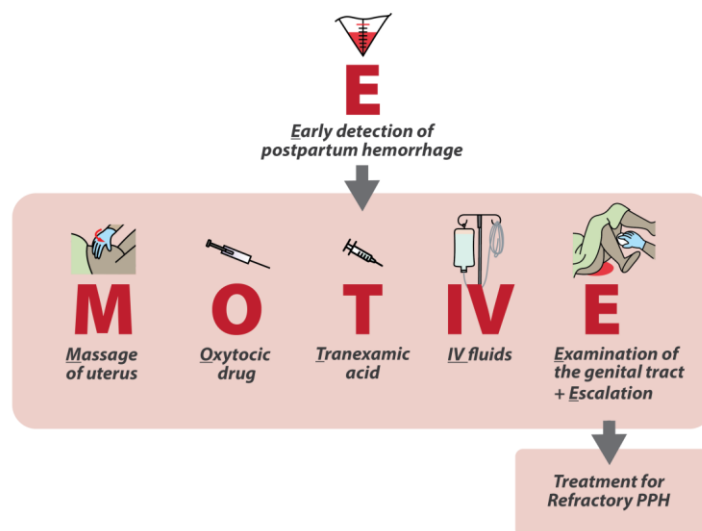 E
Early detection of
postpartum hemorrhage
M
Massage
of uterus
O
Oxytocic
drug
T
Tranexamic
acid
IV
IV fluids
E
Examination of
the genital tract
+ Escalation
Treatment for
Refractory PPH